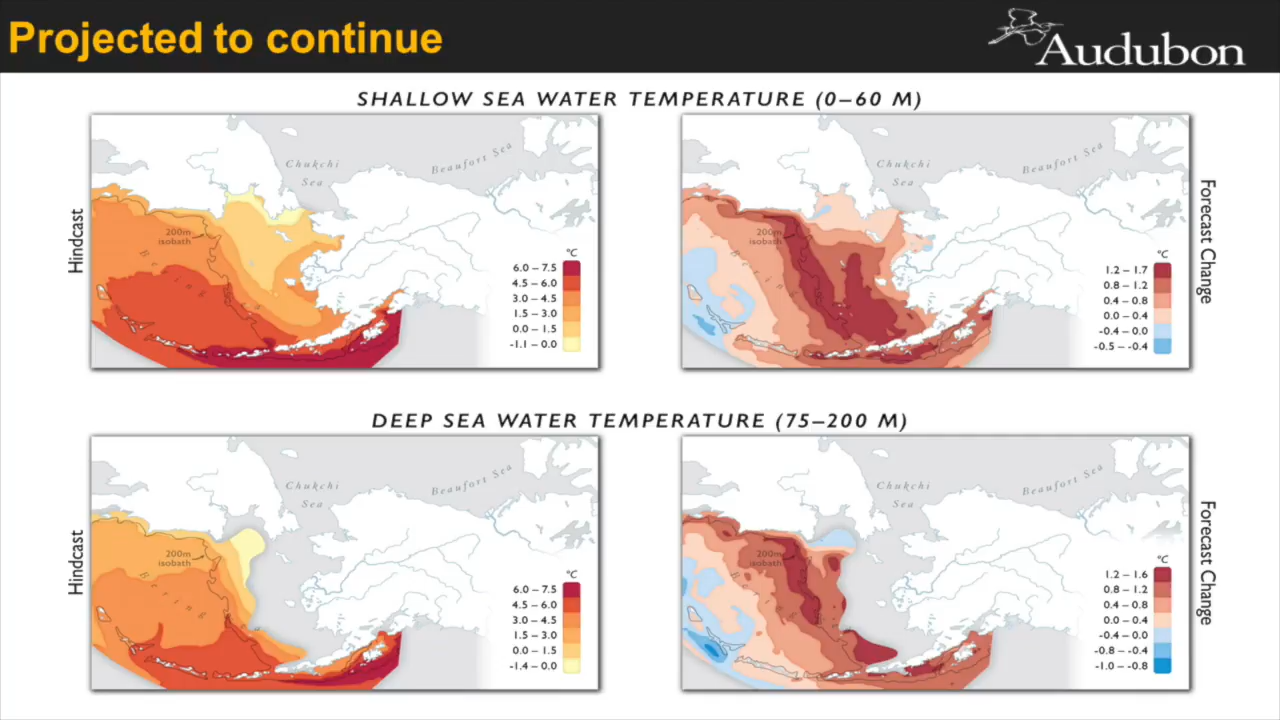 Projected to continue
Audubon
SHALLOW SEA WATER TEMPERATURE (0–60 M)
Hindcast
Chukchi
Sea
Beaufort Sea
200m
isobath
Bering
°C
6.0 – 7.5
4.5 – 6.0
3.0 – 4.5
1.5 – 3.0
0.0 – 1.5
-1.1 – 0.0
Chukchi
Sea
Beaufort Sea
200m
isobath
Bering
°C
1.2 – 1.7
0.8 – 1.2
0.4 – 0.8
0.0 – 0.4
-0.4 – 0.0
-0.5 – -0.4
Forecast Change
DEEP SEA WATER TEMPERATURE (75–200 M)
Hindcast
Chukchi
Sea
Beaufort Sea
200m
isobath
Bering
°C
6.0 – 7.5
4.5 – 6.0
3.0 – 4.5
1.5 – 3.0
0.0 – 1.5
-1.4 – 0.0
Chukchi
Sea
Beaufort Sea
200m
isobath
Bering
°C
1.2 – 1.6
0.8 – 1.2
0.4 – 0.8
0.0 – 0.4
-0.4 – 0.0
-0.8 – -0.4
-1.0 – -0.8
Forecast Change